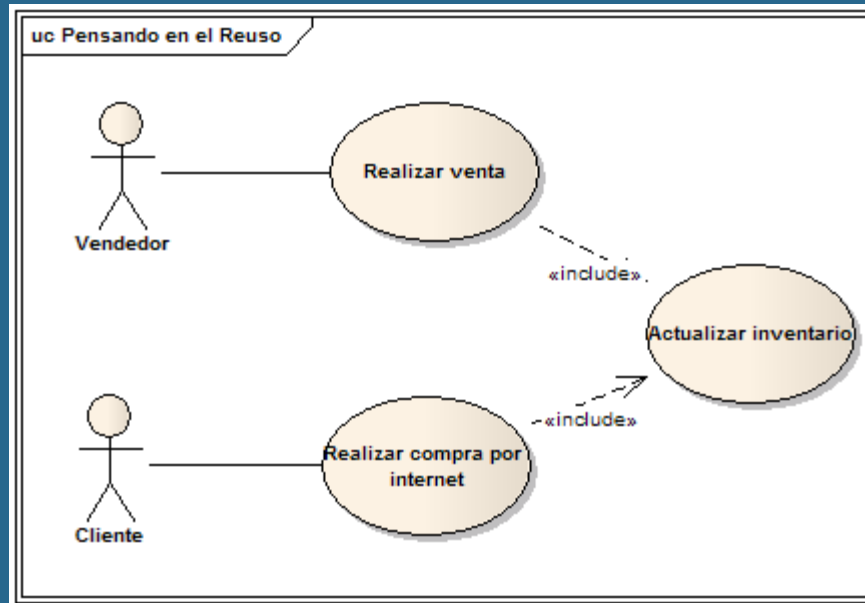 uc Pensando en el Reuso
Realizar venta
Vendedor
«include»
Actualizar inventario
«include»
Realizar compra por
internet
Cliente